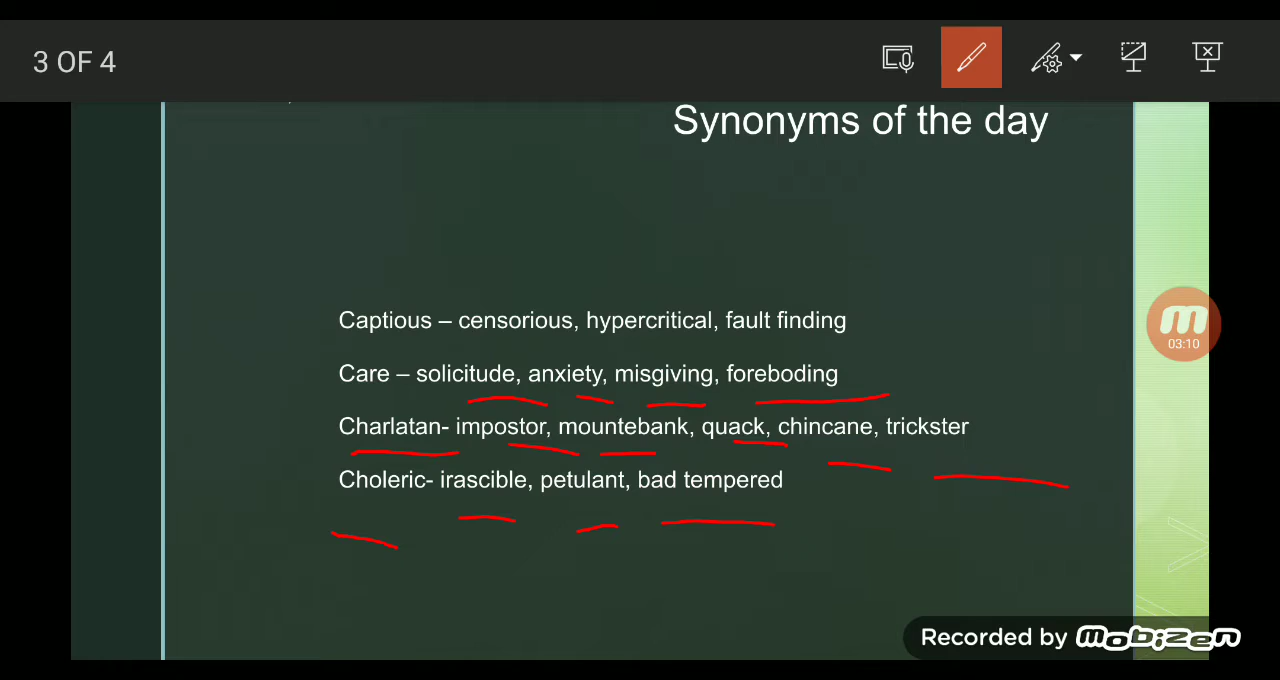 3 OF 4
Synonyms of the day
Captious – censorious, hypercritical, fault finding
Care – solicitude, anxiety, misgiving, foreboding
03:10
Charlatan- impostor, mountebank, quack, chincane, trickster
Choleric- irascible, petulant, bad tempered
Recorded by Mobizen